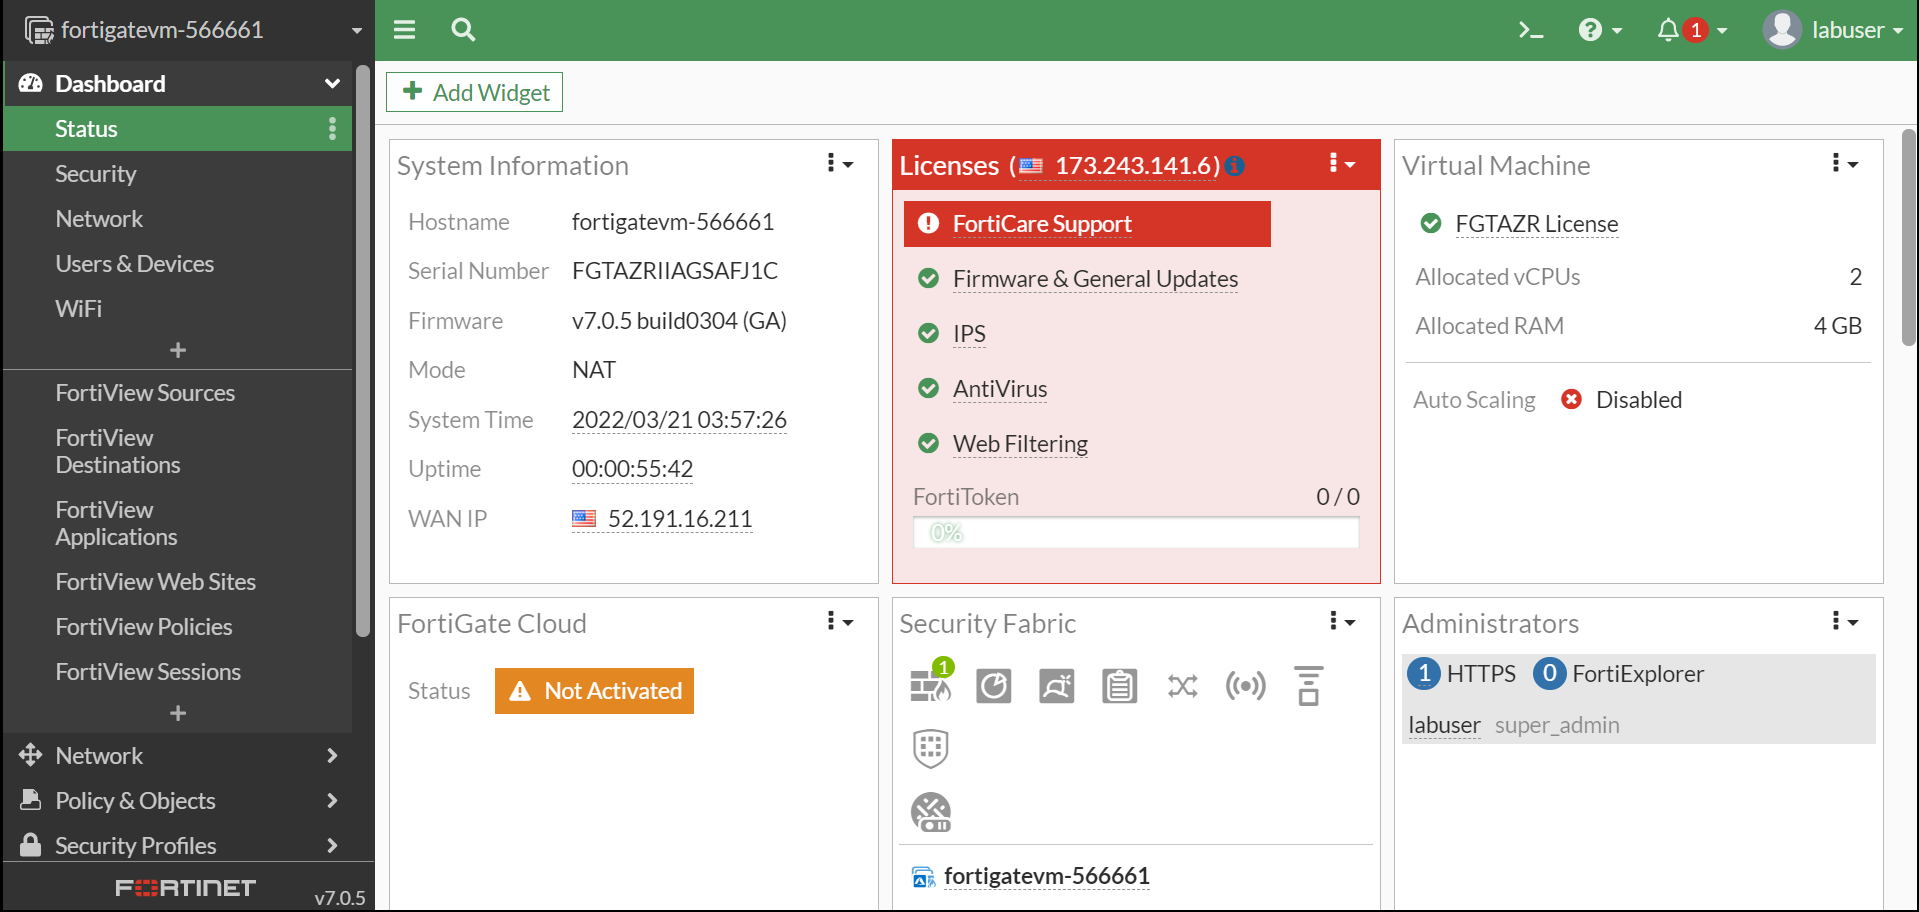 fortigatevm-566661
1
labuser
Dashboard
Status
Security
Network
Users & Devices
WiFi
FortiView Sources
FortiView
Destinations
FortiView
Applications
FortiView Web Sites
FortiView Policies
FortiView Sessions
Network
Policy & Objects
Security Profiles
FORTINET
v7.0.5
Add Widget
System Information
Hostname fortigatevm-566661
Serial Number FGTAZRIIAGSAFJ1C
Firmware v7.0.5 build0304 (GA)
Mode NAT
System Time 2022/03/21 03:57:26
Uptime 00:00:55:42
WAN IP 52.191.16.211
Licenses (173.243.141.6)
FortiCare Support
Firmware & General Updates
IPS
AntiVirus
Web Filtering
FortiToken 0 / 0
0%
Virtual Machine
FGTAZR License
Allocated vCPUs 2
Allocated RAM 4 GB
Auto Scaling Disabled
FortiGate Cloud
Status Not Activated
Security Fabric
1
fortigatevm-566661
Administrators
1 HTTPS 0 FortiExplorer
labuser super_admin